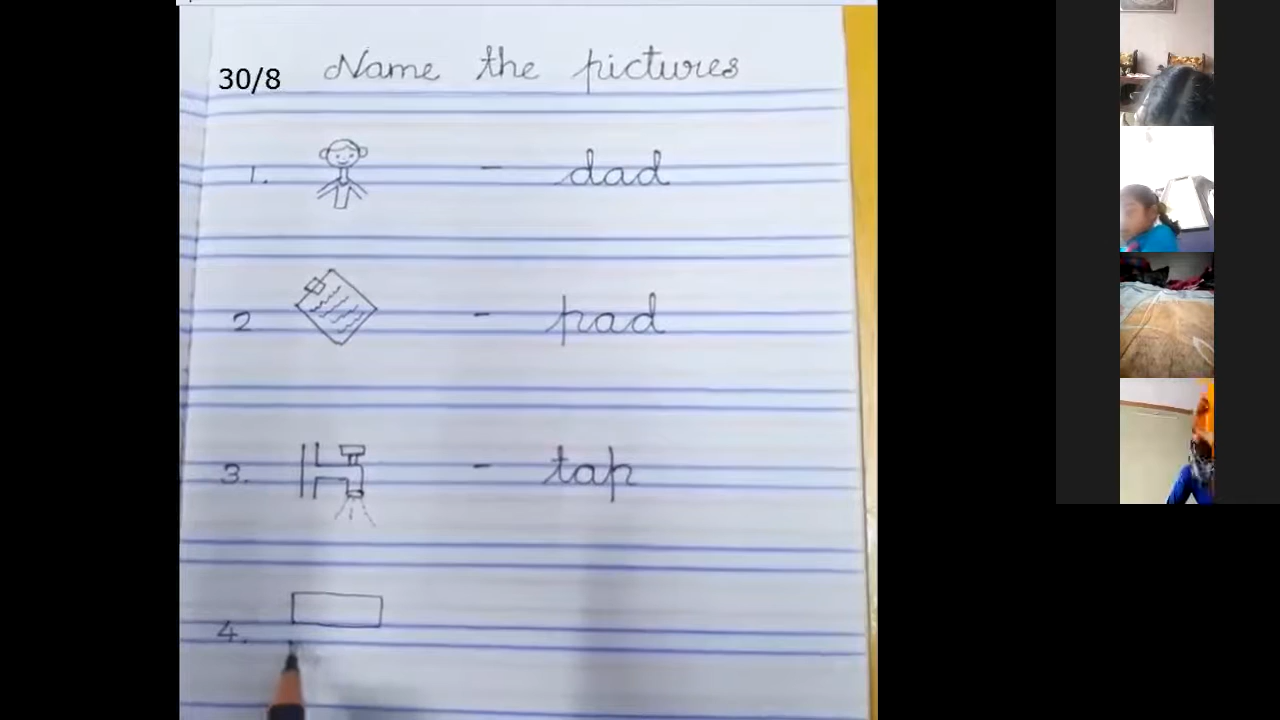 30/8 Name the pictures
1. - dad
2 - pad
3. - tap
4.